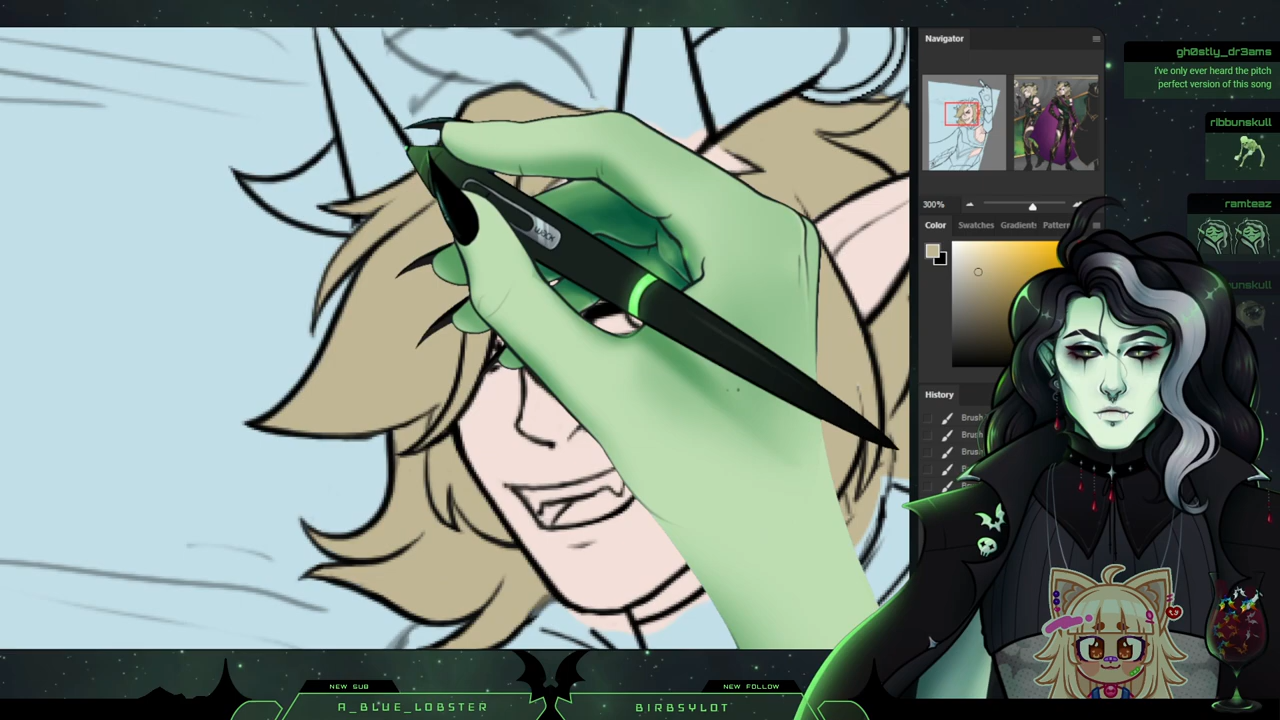 Navigator
300%
Color
Swatches
Gradients
Pattern
History
Brush
Brush
Brush
gh0stly_dr3ams
i've only ever heard the pitch
perfect version of this song
ribbunskull
ramteaz
NEW SUB
A_BLUE_LOBSTER
NEW FOLLOW
BIRBSYLOT